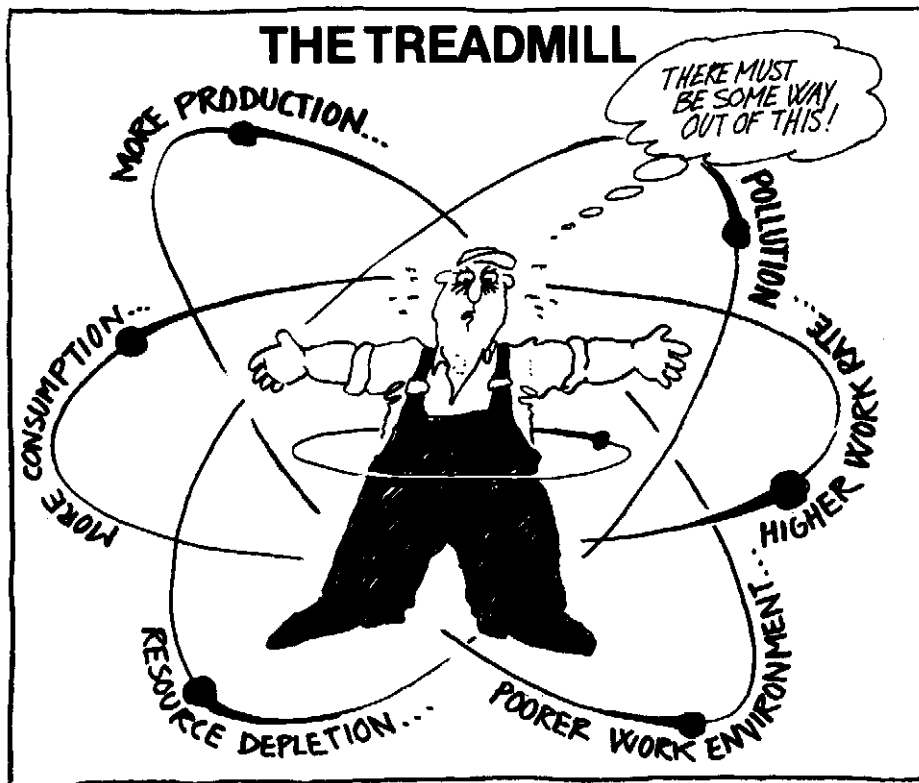 THE TREADMILL
THERE MUST
BE SOME WAY
OUT OF THIS!
MORE PRODUCTION...
POLLUTION....
MORE CONSUMPTION...
HIGHER WORK RATE...
RESOURCE DEPLETION...
POORER WORK ENVIRONMENT...